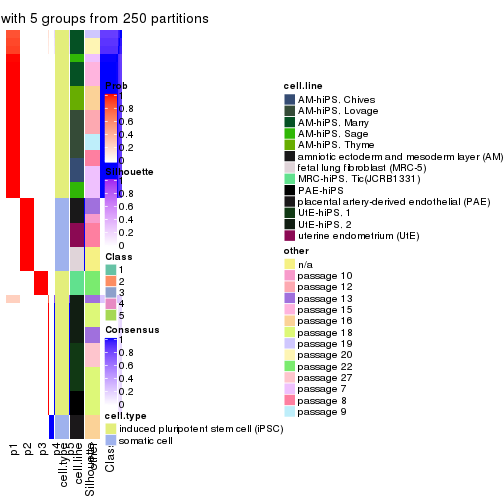 with 5 groups from 250 partitions
Prob
0.8
0.6
0.4
0.2
0
Silhouette
1
0.8
0.6
0.4
0.2
0
Class
1
2
3
4
5
Consensus
1
0.8
0.6
0.4
0.2
0
cell.type
induced pluripotent stem cell (iPSC)
somatic cell
cell.line
AM-hiPS. Chives
AM-hiPS. Lovage
AM-hiPS. Marry
AM-hiPS. Sage
AM-hiPS. Thyme
amniotic ectoderm and mesoderm layer (AM)
fetal lung fibroblast (MRC-5)
MRC-hiPS. Tic(JCRB1331)
PAE-hiPS
placental artery-derived endothelial (PAE)
UtE-hiPS. 1
UtE-hiPS. 2
uterine endometrium (UtE)
other
n/a
passage 10
passage 12
passage 13
passage 15
passage 16
passage 18
passage 19
passage 20
passage 22
passage 27
passage 7
passage 8
passage 9
p1
p2
p3
p4
p5
cell.type
cell.line
Silhouette
other
Class